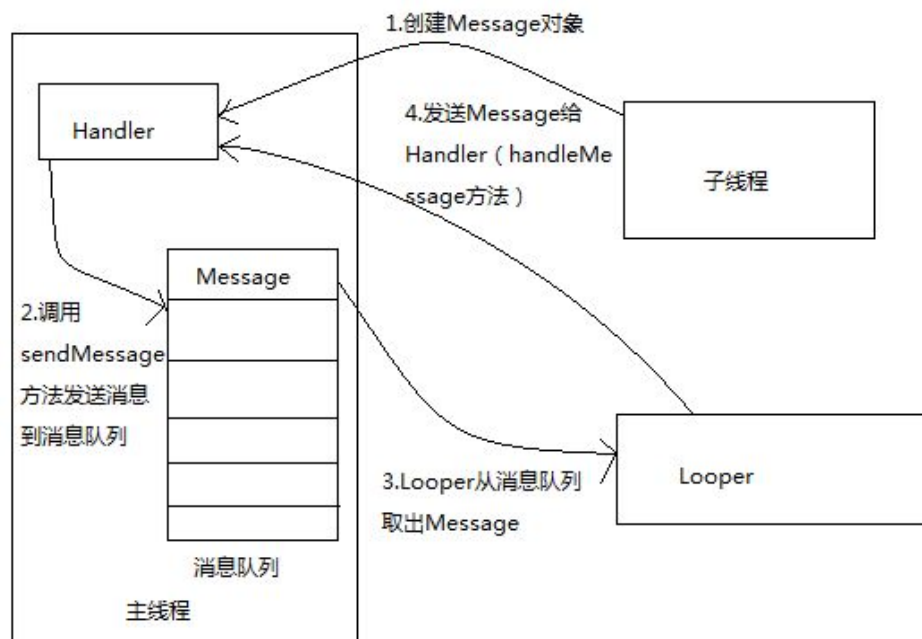 1.创建Message对象
Handler
4.发送Message给
Handler（handleMe
ssage方法）
子线程
Message
2.调用
sendMessage
方法发送消息
到消息队列
3.Looper从消息队列
取出Message
Looper
消息队列
主线程